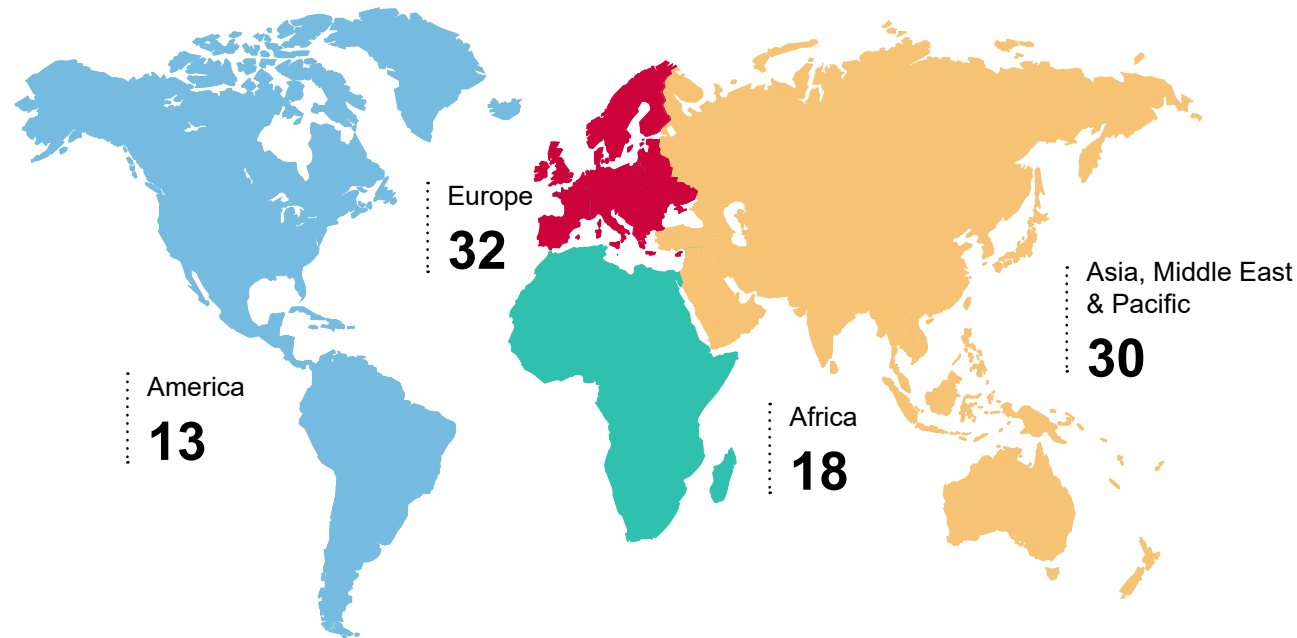 Europe
32
Asia, Middle East
& Pacific
30
America
13
Africa
18